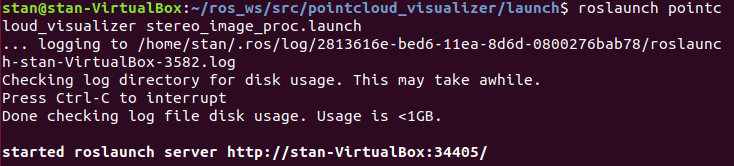 stan@stan-VirtualBox:~/ros_ws/src/pointcloud_visualizer/launch$ roslaunch pointc
loud_visualizer stereo_image_proc.launch
... logging to /home/stan/.ros/log/2813616e-bed6-11ea-8d6d-0800276bab78/roslaunc
h-stan-VirtualBox-3582.log
Checking log directory for disk usage. This may take awhile.
Press Ctrl-C to interrupt
Done checking log file disk usage. Usage is <1GB.
started roslaunch server http://stan-VirtualBox:34405/